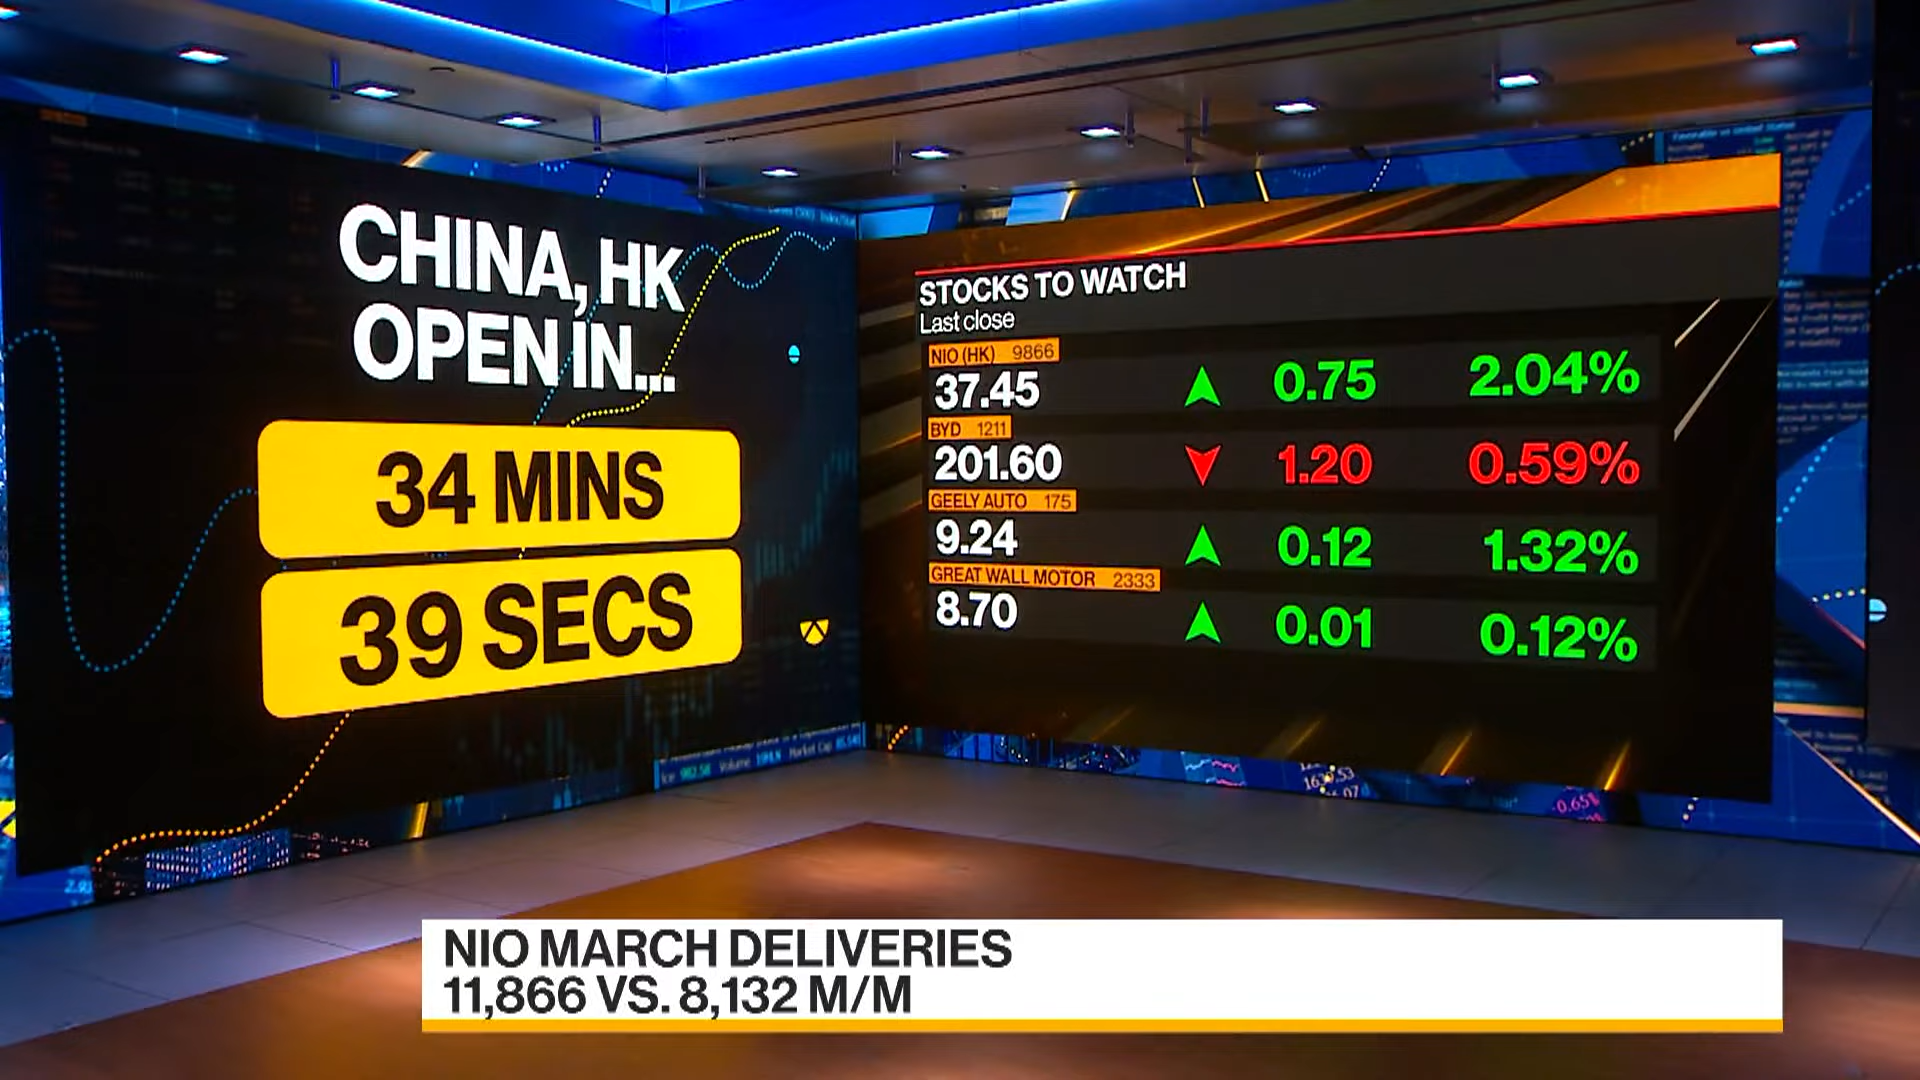 CHINA, HK
OPEN IN...
34 MINS
39 SECS
STOCKS TO WATCH
Last close
NIO (HK) 9866
37.45 0.75 2.04%
BYD 1211
201.60 1.20 0.59%
GEELY AUTO 175
9.24 0.12 1.32%
GREAT WALL MOTOR 2333
8.70 0.01 0.12%
NIO MARCH DELIVERIES
11,866 VS. 8,132 M/M